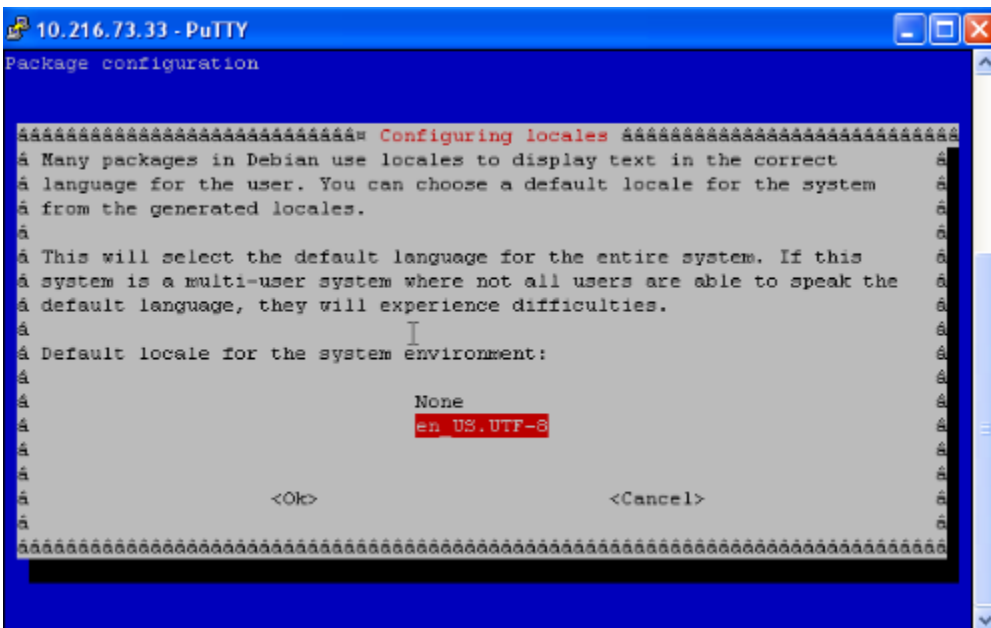 10.216.73.33 - PuTTY
Package configuration
Configuring locales
Many packages in Debian use locales to display text in the correct
language for the user. You can choose a default locale for the system
from the generated locales.
This will select the default language for the entire system. If this
system is a multi-user system where not all users are able to speak the
default language, they will experience difficulties.
Default locale for the system environment:
None
en_US.UTF-8
<Ok> <Cancel>